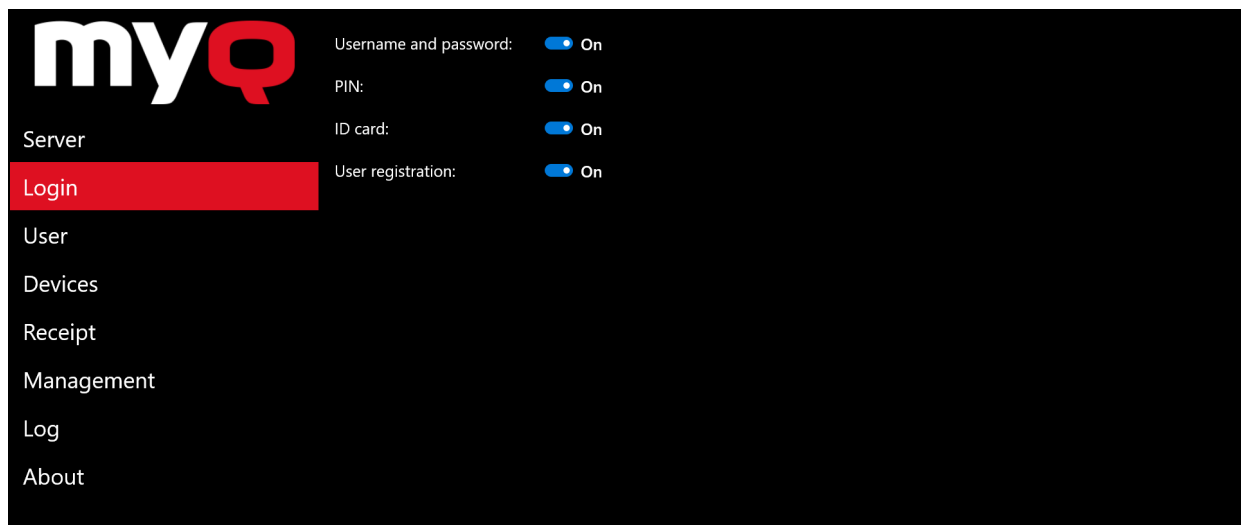 myQ
Server
Login
User
Devices
Receipt
Management
Log
About
Username and password: On
PIN: On
ID card: On
User registration: On